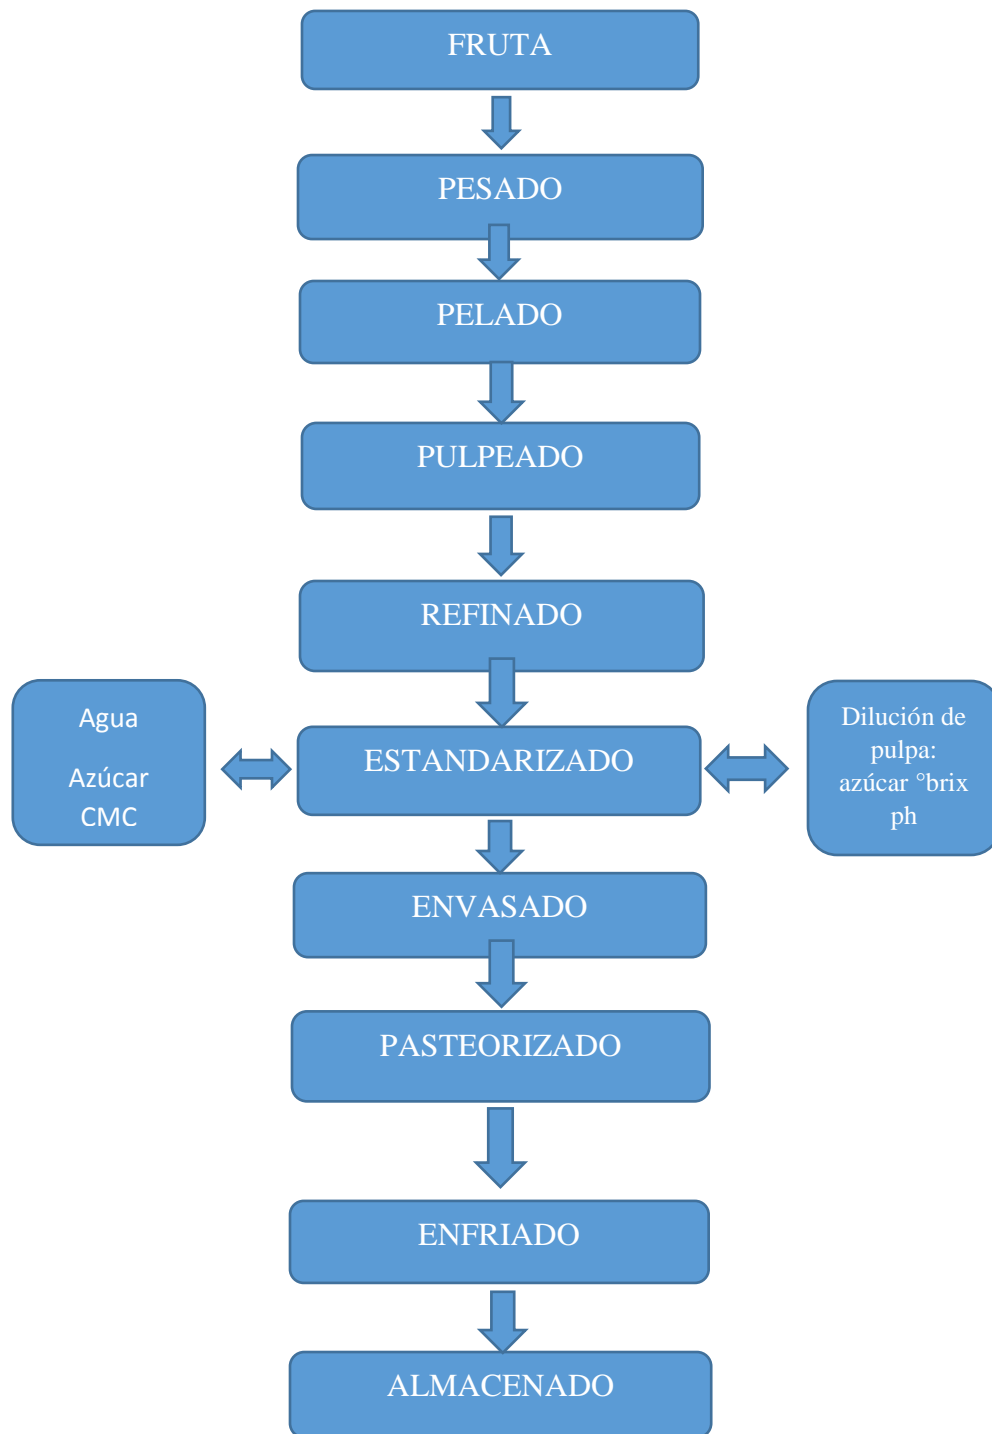 FRUTA
PESADO
PELADO
PULPEADO
REFINADO
Agua
Azúcar
CMC
ESTANDARIZADO
Dilución de
pulpa:
azúcar °brix
ph
ENVASADO
PASTEORIZADO
ENFRIADO
ALMACENADO